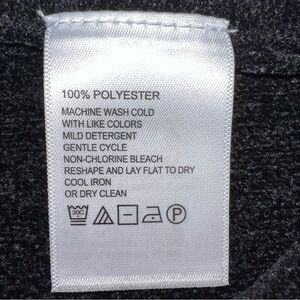 100% POLYESTER
MACHINE WASH COLD
WITH LIKE COLORS
MILD DETERGENT
GENTLE CYCLE
NON-CHLORINE BLEACH
RESHAPE AND LAY FLAT TO DRY
COOL IRON
OR DRY CLEAN
30C P